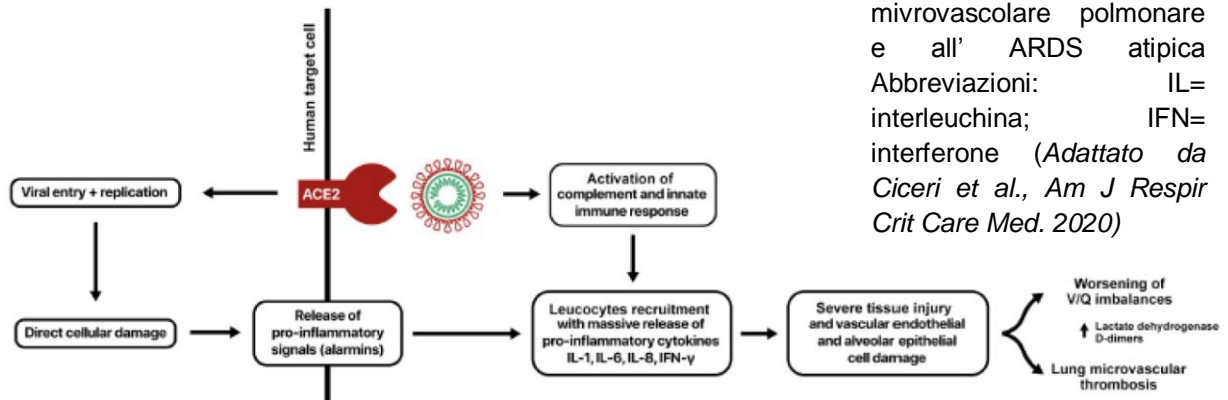 mivrovascolare polmonare
e all' ARDS atipica
Abbreviazioni: IL=
interleuchina; IFN=
interferone (Adattato da
Ciceri et al., Am J Respir
Crit Care Med. 2020)
Human target cell
Viral entry + replication
ACE2
Activation of
complement and innate
immune response
Direct cellular damage
Release of
pro-inflammatory
signals (alarmins)
Leucocytes recruitment
with massive release of
pro-inflammatory cytokines
IL-1, IL-6, IL-8, IFN-γ
Severe tissue injury
and vascular endothelial
and alveolar epithelial
cell damage
Worsening of
V/Q imbalances
Lactate dehydrogenase
D-dimers
Lung microvascular
thrombosis